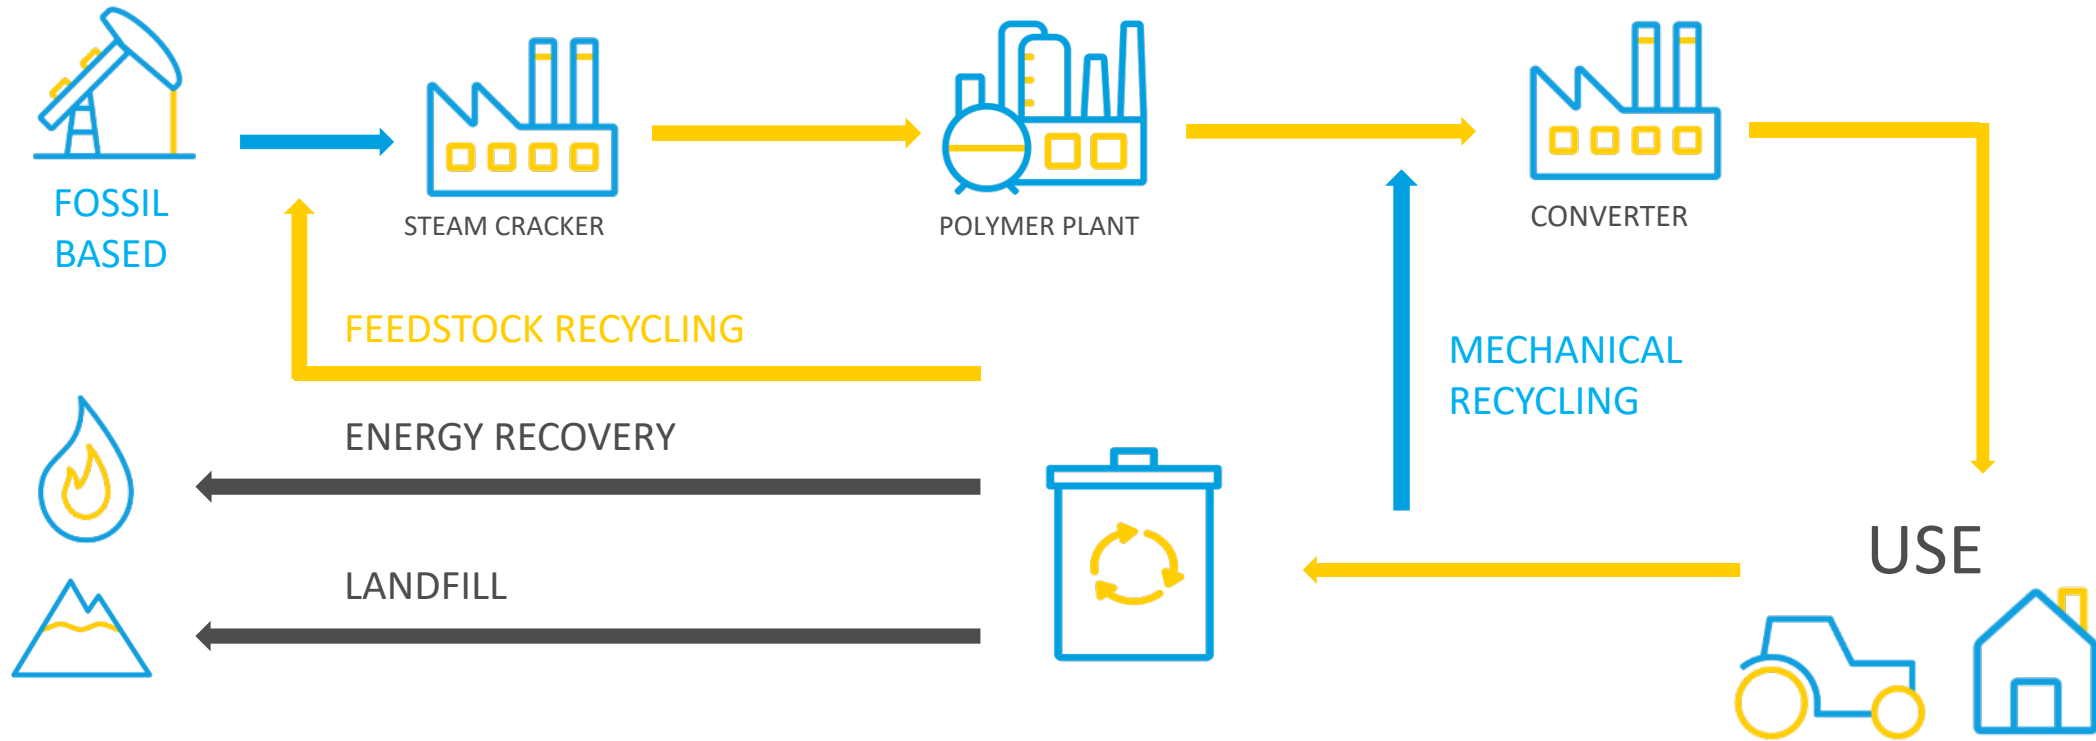 FOSSIL
BASED
STEAM CRACKER
POLYMER PLANT
CONVERTER
FEEDSTOCK RECYCLING
MECHANICAL
RECYCLING
ENERGY RECOVERY
USE
LANDFILL